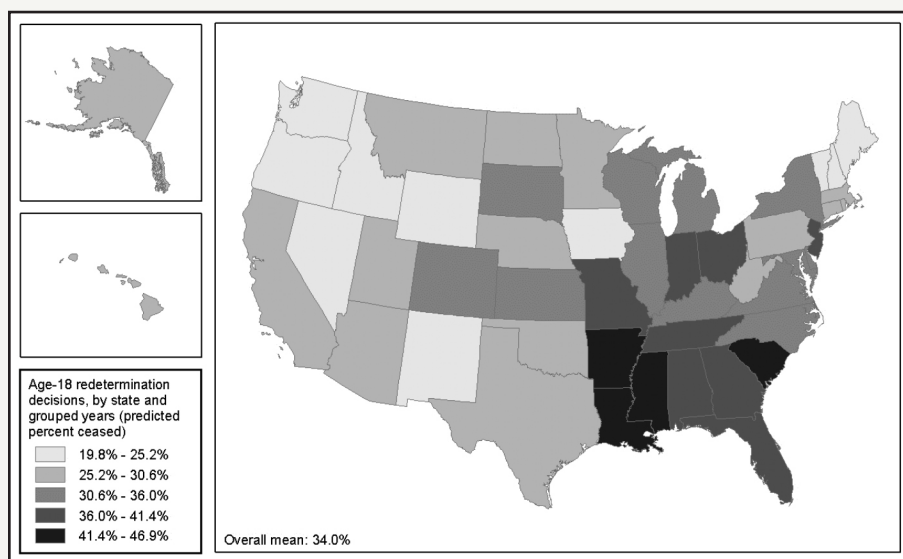 Age-18 redetermination
decisions, by state and
grouped years (predicted
percent ceased)
19.8% - 25.2%
25.2% - 30.6%
30.6% - 36.0%
36.0% - 41.4%
41.4% - 46.9%
Overall mean: 34.0%